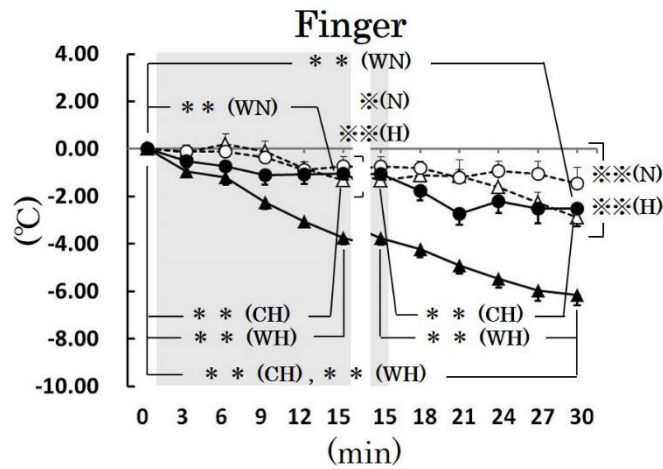 Finger
4.00
2.00
0.00
-2.00
-4.00
-6.00
-8.00
-10.00
(°C)
** (WN)
** (WN)
※(N)
※※(H)
※※(N)
※※(H)
** (CH)
** (WH)
** (CH)
** (WH)
** (CH) , ** (WH)
0 3 6 9 12 15 15 18 21 24 27 30
(min)